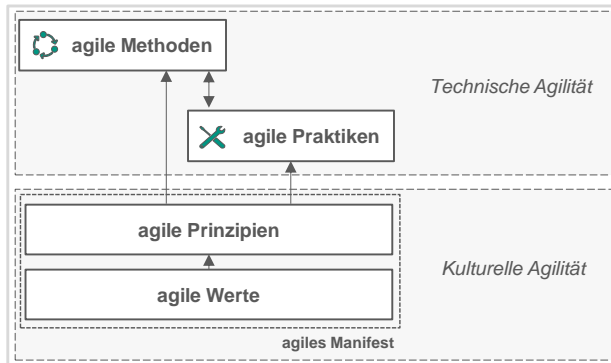 agile Methoden
Technische Agilität
agile Praktiken
agile Prinzipien
Kulturelle Agilität
agile Werte
agiles Manifest